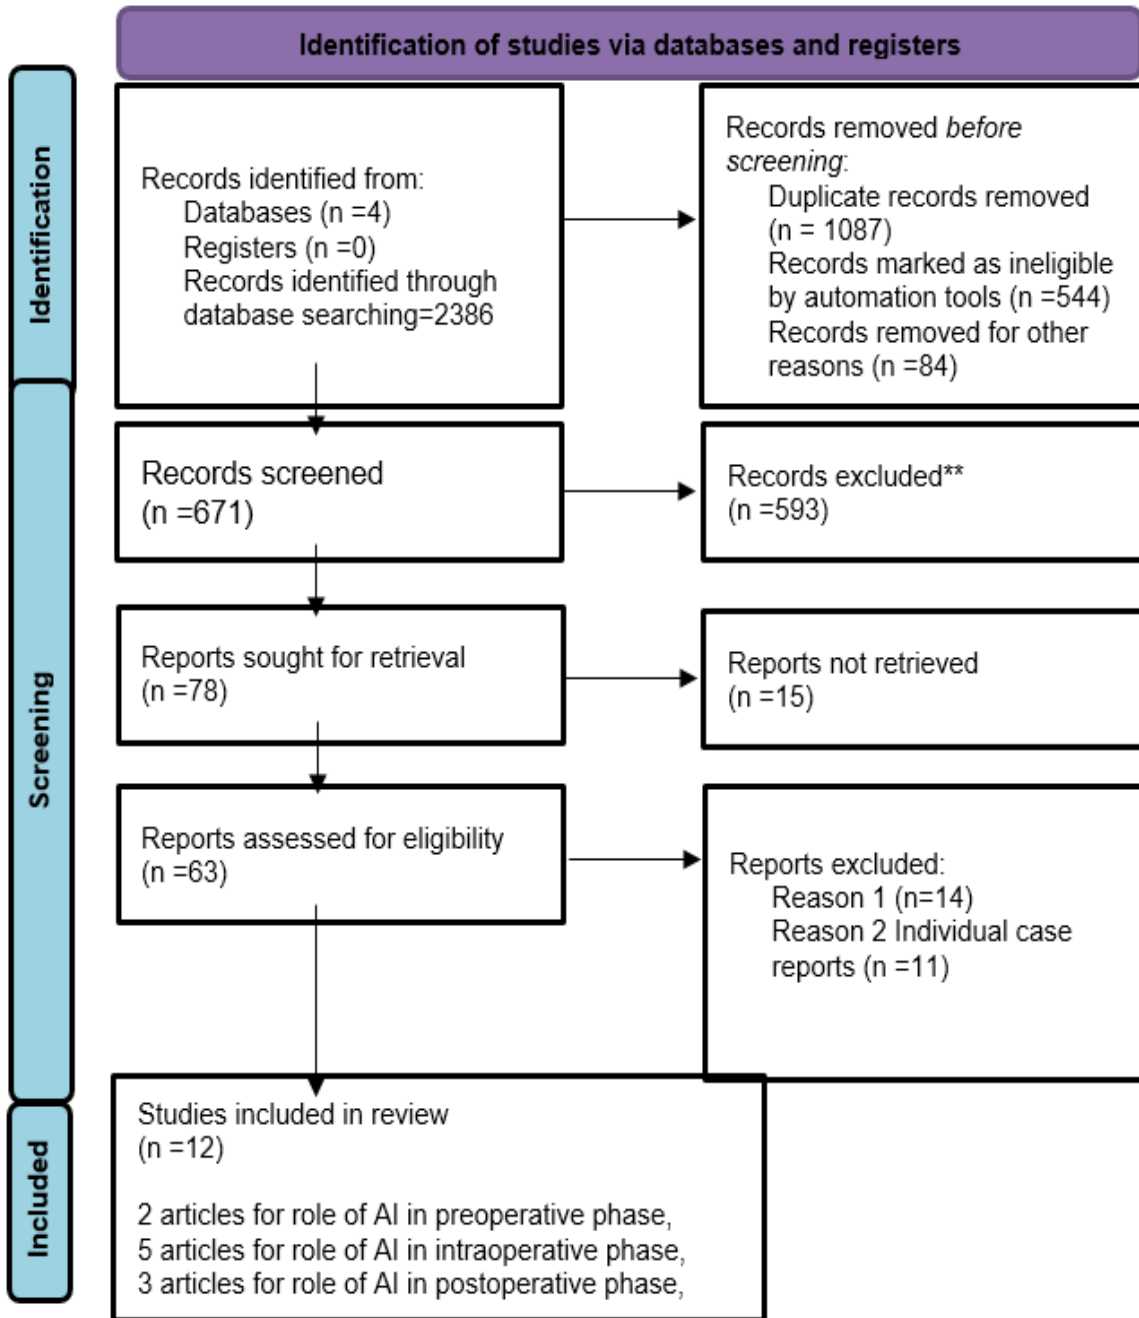 Identification of studies via databases and registers
Identification
Records identified from:
Databases (n =4)
Registers (n =0)
Records identified through
database searching=2386
Records removed before
screening:
Duplicate records removed
(n = 1087)
Records marked as ineligible
by automation tools (n =544)
Records removed for other
reasons (n =84)
Screening
Records screened
(n =671)
Records excluded**
(n =593)
Reports sought for retrieval
(n =78)
Reports not retrieved
(n =15)
Reports assessed for eligibility
(n =63)
Reports excluded:
Reason 1 (n=14)
Reason 2 Individual case
reports (n =11)
Included
Studies included in review
(n =12)
2 articles for role of AI in preoperative phase,
5 articles for role of AI in intraoperative phase,
3 articles for role of AI in postoperative phase,